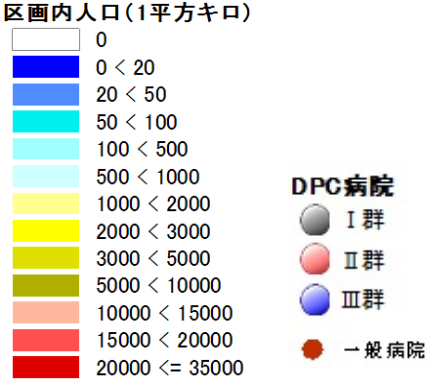 区画内人口(1平方キロ)
0
0 < 20
20 < 50
50 < 100
100 < 500
500 < 1000
1000 < 2000
2000 < 3000
3000 < 5000
5000 < 10000
10000 < 15000
15000 < 20000
20000 <= 35000
DPC病院
Ⅰ群
Ⅱ群
Ⅲ群
一般病院